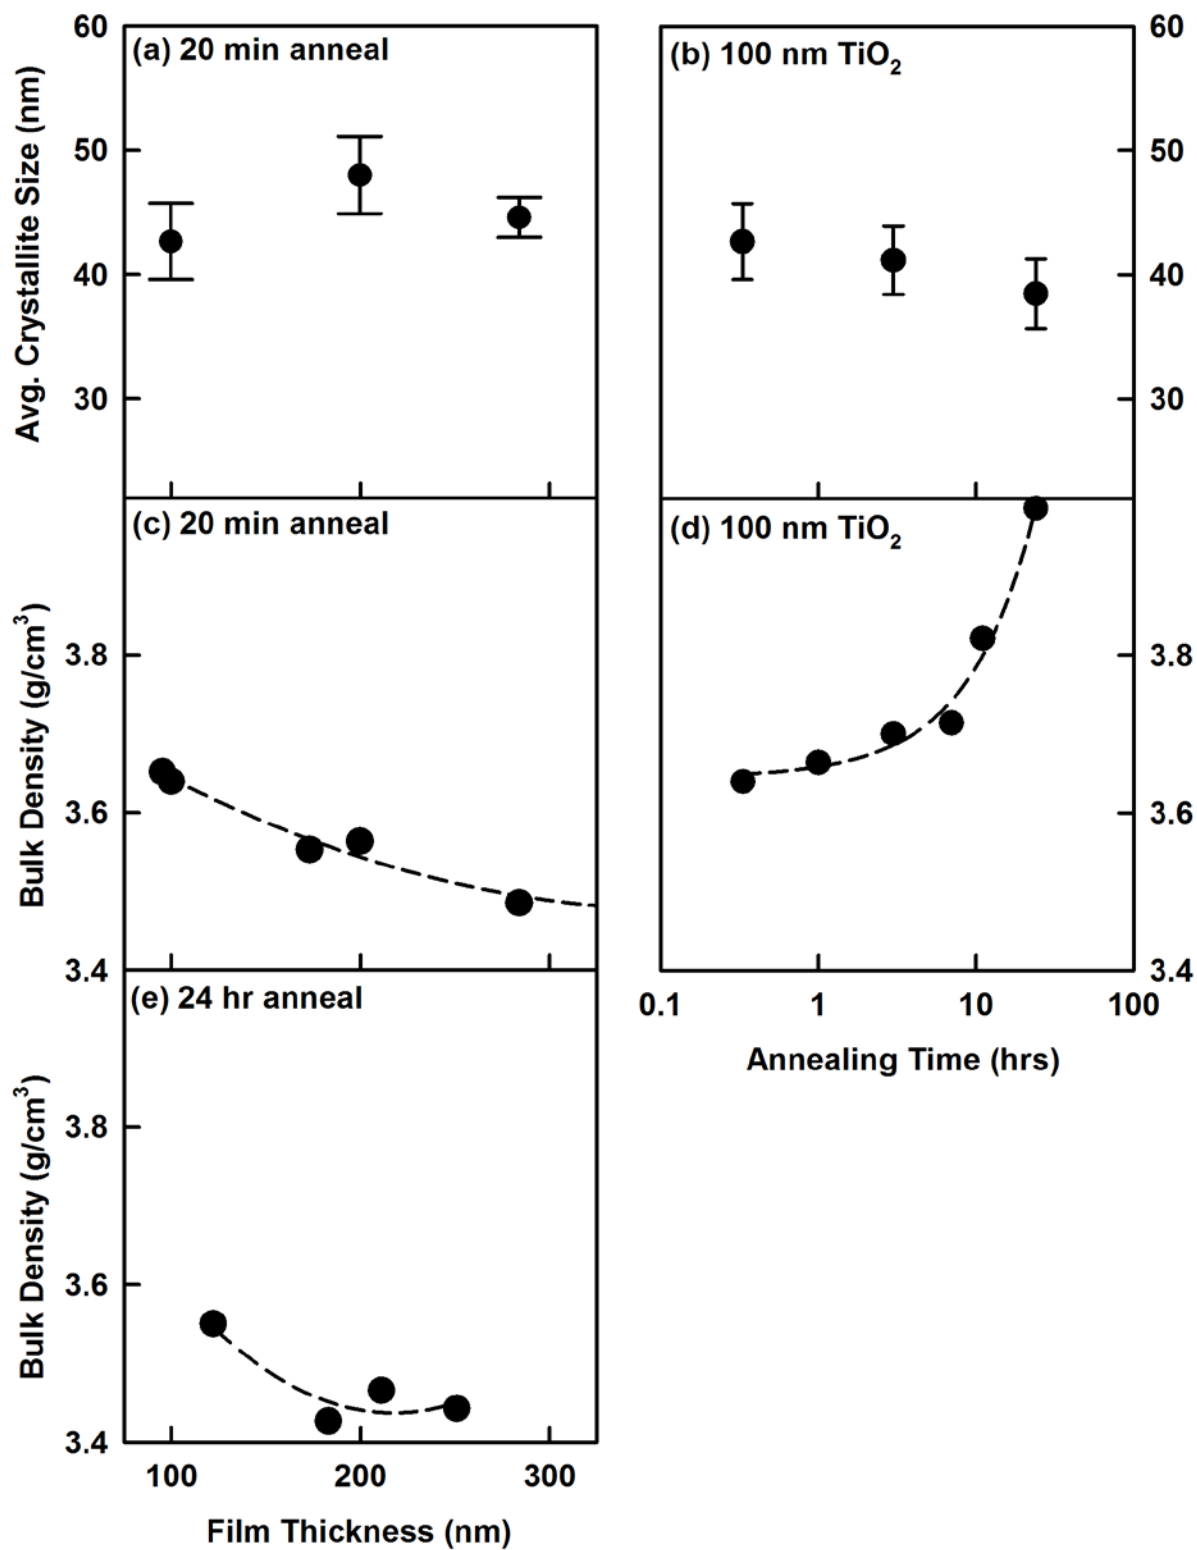 (a) 20 min anneal
60
50
40
30
Avg. Crystallite Size (nm)
(b) 100 nm TiO₂
60
50
40
30
(c) 20 min anneal
3.8
3.6
3.4
Bulk Density (g/cm³)
(d) 100 nm TiO₂
3.8
3.6
3.4
0.1 1 10 100
Annealing Time (hrs)
(e) 24 hr anneal
3.8
3.6
3.4
Bulk Density (g/cm³)
100 200 300
Film Thickness (nm)